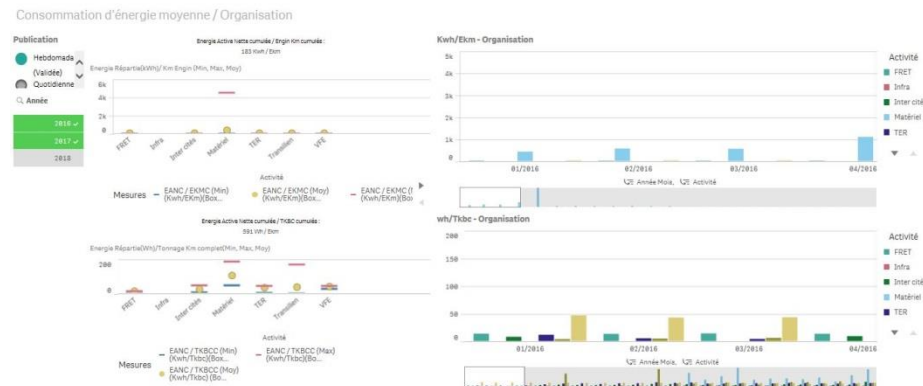 Consommation d'énergie moyenne / Organisation
Publication
Hebdomada
(Validée)
Quotidienne
Année
2016
2017
2018
Energie Active Netta cumulée / Engin Km cumulée :
183 Kwh / Ekm
Energie Répartie(kWh)/ Km Engin (Min, Max, Moy)
6k
4k
2k
0
FRET
Infra
Inter cités
Matériel
TER
Transilien
VFE
Activité
Mesures
EANC / EKMC (Min)
(Kwh/EKm)(Box...
EANC / EKMC (Moy)
(Kwh/EKm)(Box...
EANC / EKMC (
(Kwh/EKm)(Box
Energie Active Netta cumulée / TKBC cumulée :
591 Wh / Ekm
Energie Répartie(Wh)/Tonnage Km complet(Min, Max, Moy)
200
0
FRET
Infra
Inter cités
Matériel
TER
Transilien
VFE
Activité
Mesures
EANC / TKBCC (Min)
(Kwh/Tkbc)(Box...
EANC / TKBCC (Max)
(Kwh/Tkbc)(Box...
EANC / TKBCC (Moy)
(Kwh/Tkbc) (Bo...
Kwh/Ekm - Organisation
5k
4k
3k
2k
1k
0
01/2016
02/2016
03/2016
04/2016
Année Mois, Activité
Activité
FRET
Infra
Inter cité
Matériel
TER
wh/Tkbc - Organisation
200
150
100
50
0
01/2016
02/2016
03/2016
04/2016
Année Mois, Activité
Activité
FRET
Infra
Inter cité
Matériel
TER